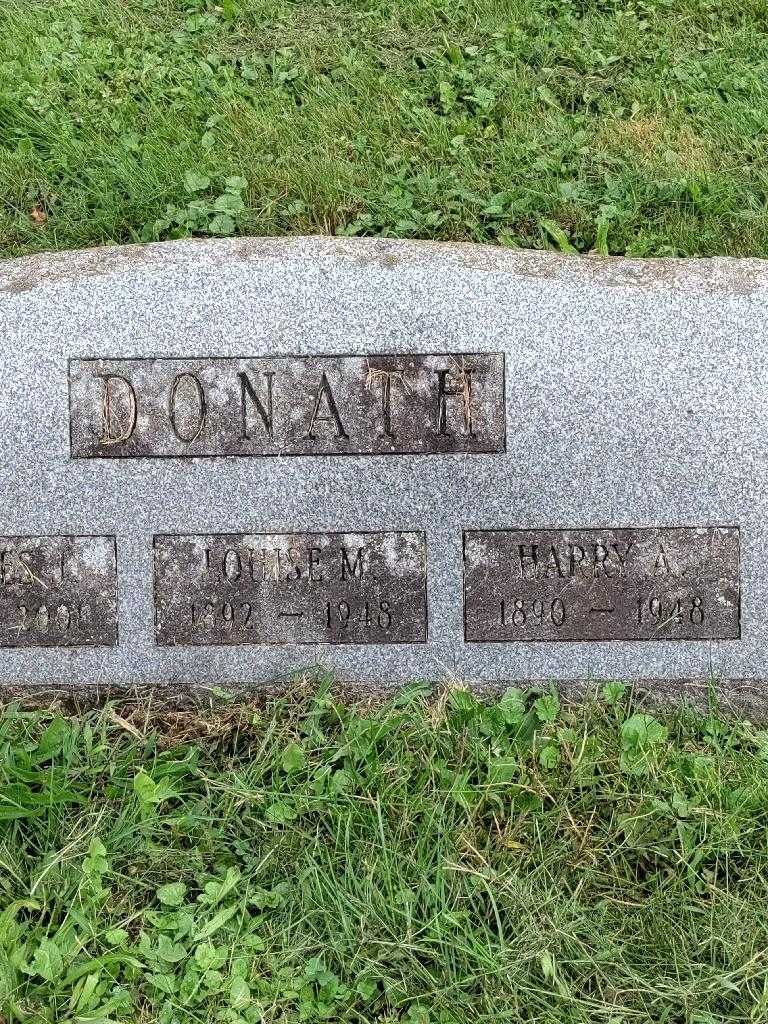 DONATH
LOUISE M.
1892 - 1948
HARRY A.
1890 - 1948